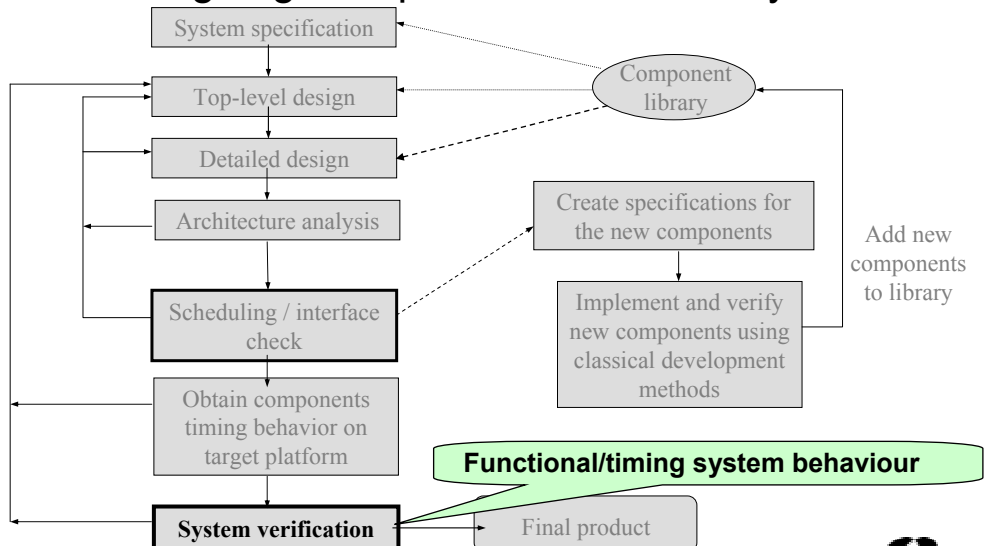 System specification
Component
library
Top-level design
Detailed design
Architecture analysis
Create specifications for
the new components
Add new
components
to library
Scheduling / interface
check
Implement and verify
new components using
classical development
methods
Obtain components
timing behavior on
target platform
Functional/timing system behaviour
System verification
Final product